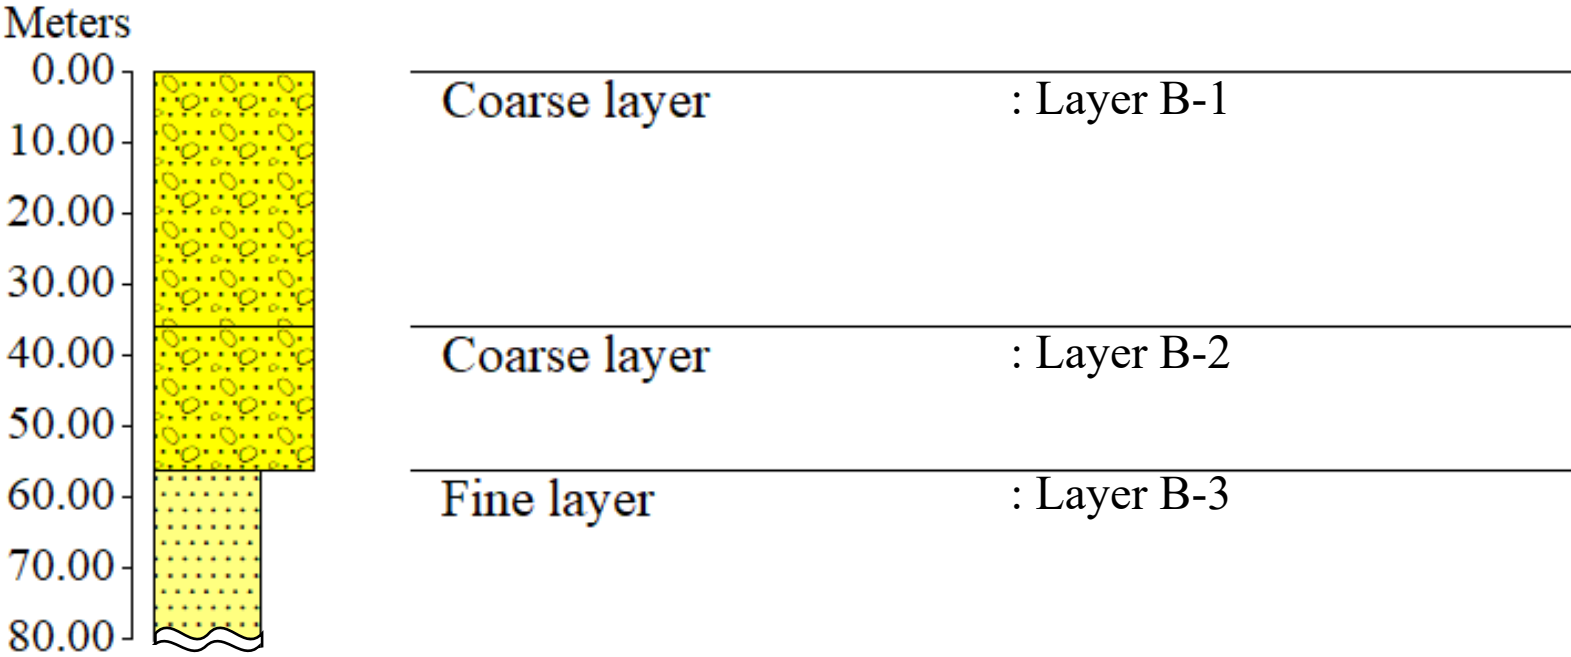 Meters
0.00
Coarse layer : Layer B-1
10.00
20.00
30.00
Coarse layer : Layer B-2
40.00
50.00
Fine layer : Layer B-3
60.00
70.00
80.00